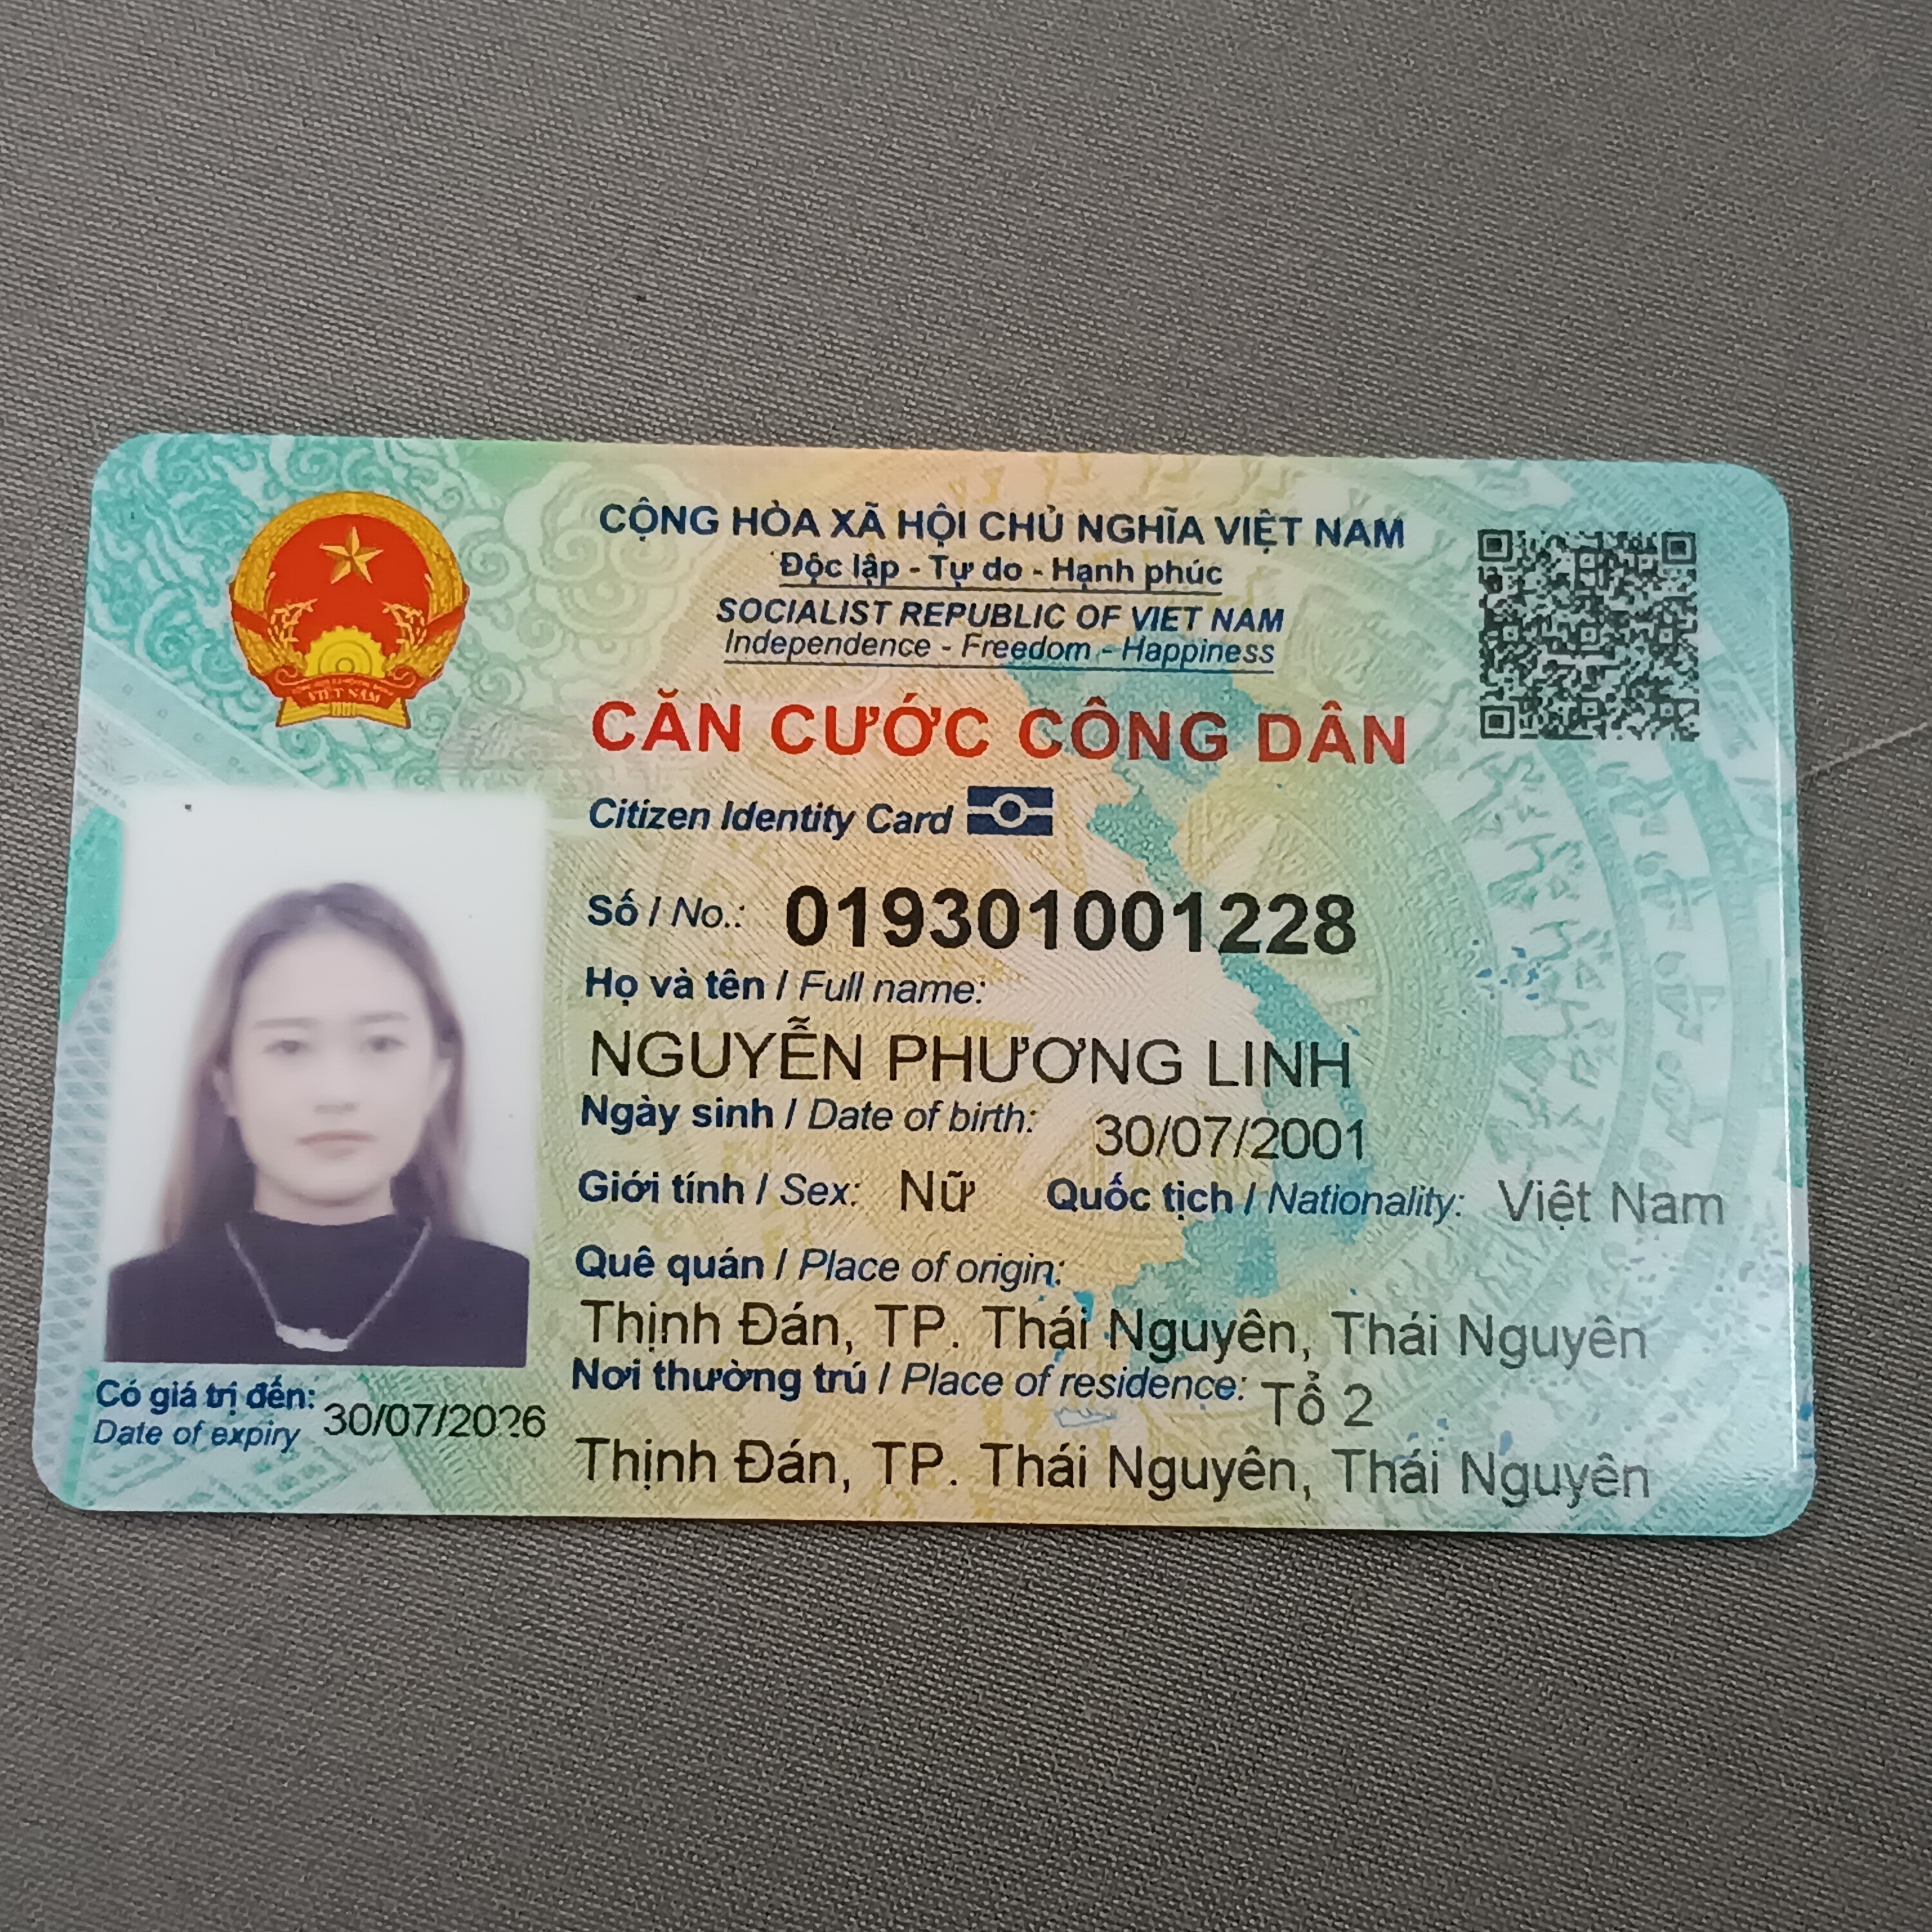 CỘNG HÒA XÃ HỘI CHỦ NGHĨA VIỆT NAM
Độc lập - Tự do - Hạnh phúc
SOCIALIST REPUBLIC OF VIET NAM
Independence - Freedom - Happiness
VIỆT NAM
CĂN CƯỚC CÔNG DÂN
Citizen Identity Card
Số / No.: 019301001228
Họ và tên / Full name:
NGUYỄN PHƯƠNG LINH
Ngày sinh / Date of birth: 30/07/2001
Giới tính / Sex: Nữ Quốc tịch / Nationality: Việt Nam
Quê quán / Place of origin:
Thịnh Đán, TP. Thái Nguyên, Thái Nguyên
Nơi thường trú / Place of residence: Tổ 2
Thịnh Đán, TP. Thái Nguyên, Thái Nguyên
Có giá trị đến: 30/07/2026
Date of expiry